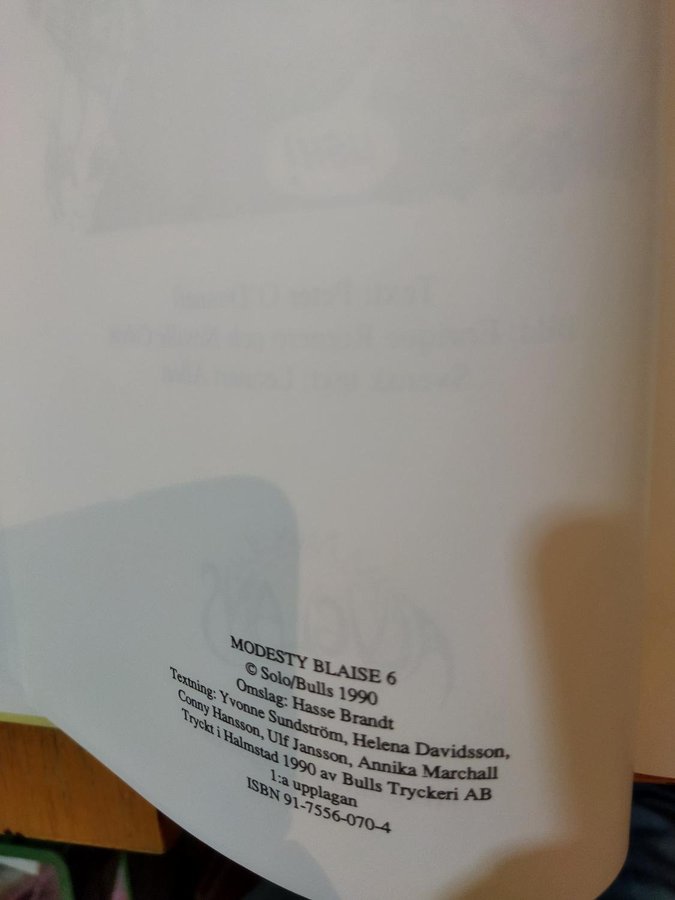 MODESTY BLAISE 6
© Solo/Bulls 1990
Omslag: Hasse Brandt
Textning: Yvonne Sundström, Helena Davidsson,
Conny Hansson, Ulf Jansson, Annika Marchall
Tryckt i Halmstad 1990 av Bulls Tryckeri AB
1:a upplagan
ISBN 91-7556-070-4